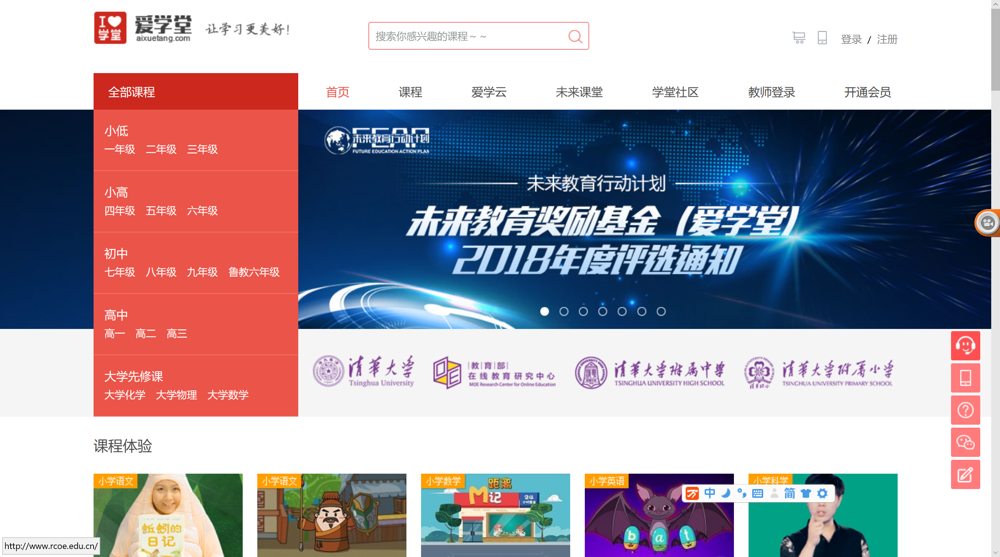 I 学堂
爱学堂
aixuetang.com
让学习更美好!
搜索你感兴趣的课程~ ~
登录 / 注册
全部课程
首页 课程 爱学云 未来课堂 学堂社区 教师登录 开通会员
小低
一年级 二年级 三年级
小高
四年级 五年级 六年级
初中
七年级 八年级 九年级 鲁教六年级
高中
高一 高二 高三
大学先修课
大学化学 大学物理 大学数学
FEAP
未来教育行动计划
FUTURE EDUCATION ACTION PLAN
未来教育行动计划
未来教育奖励基金(爱学堂)
2018年度评选通知
清华大学
Tsinghua University
教育部
在线教育研究中心
MOE Research Center for Online Education
清華大学附属中学
TSINGHUA UNIVERSITY HIGH SCHOOL
清華大学附属小学
TSINGHUA UNIVERSITY PRIMARY SCHOOL
课程体验
小学语文
蚯蚓的
日记
小学语文
小学数学
距离
M记
24
小学英语
b a t
小学科学
中 简
http://www.rcoe.edu.cn/